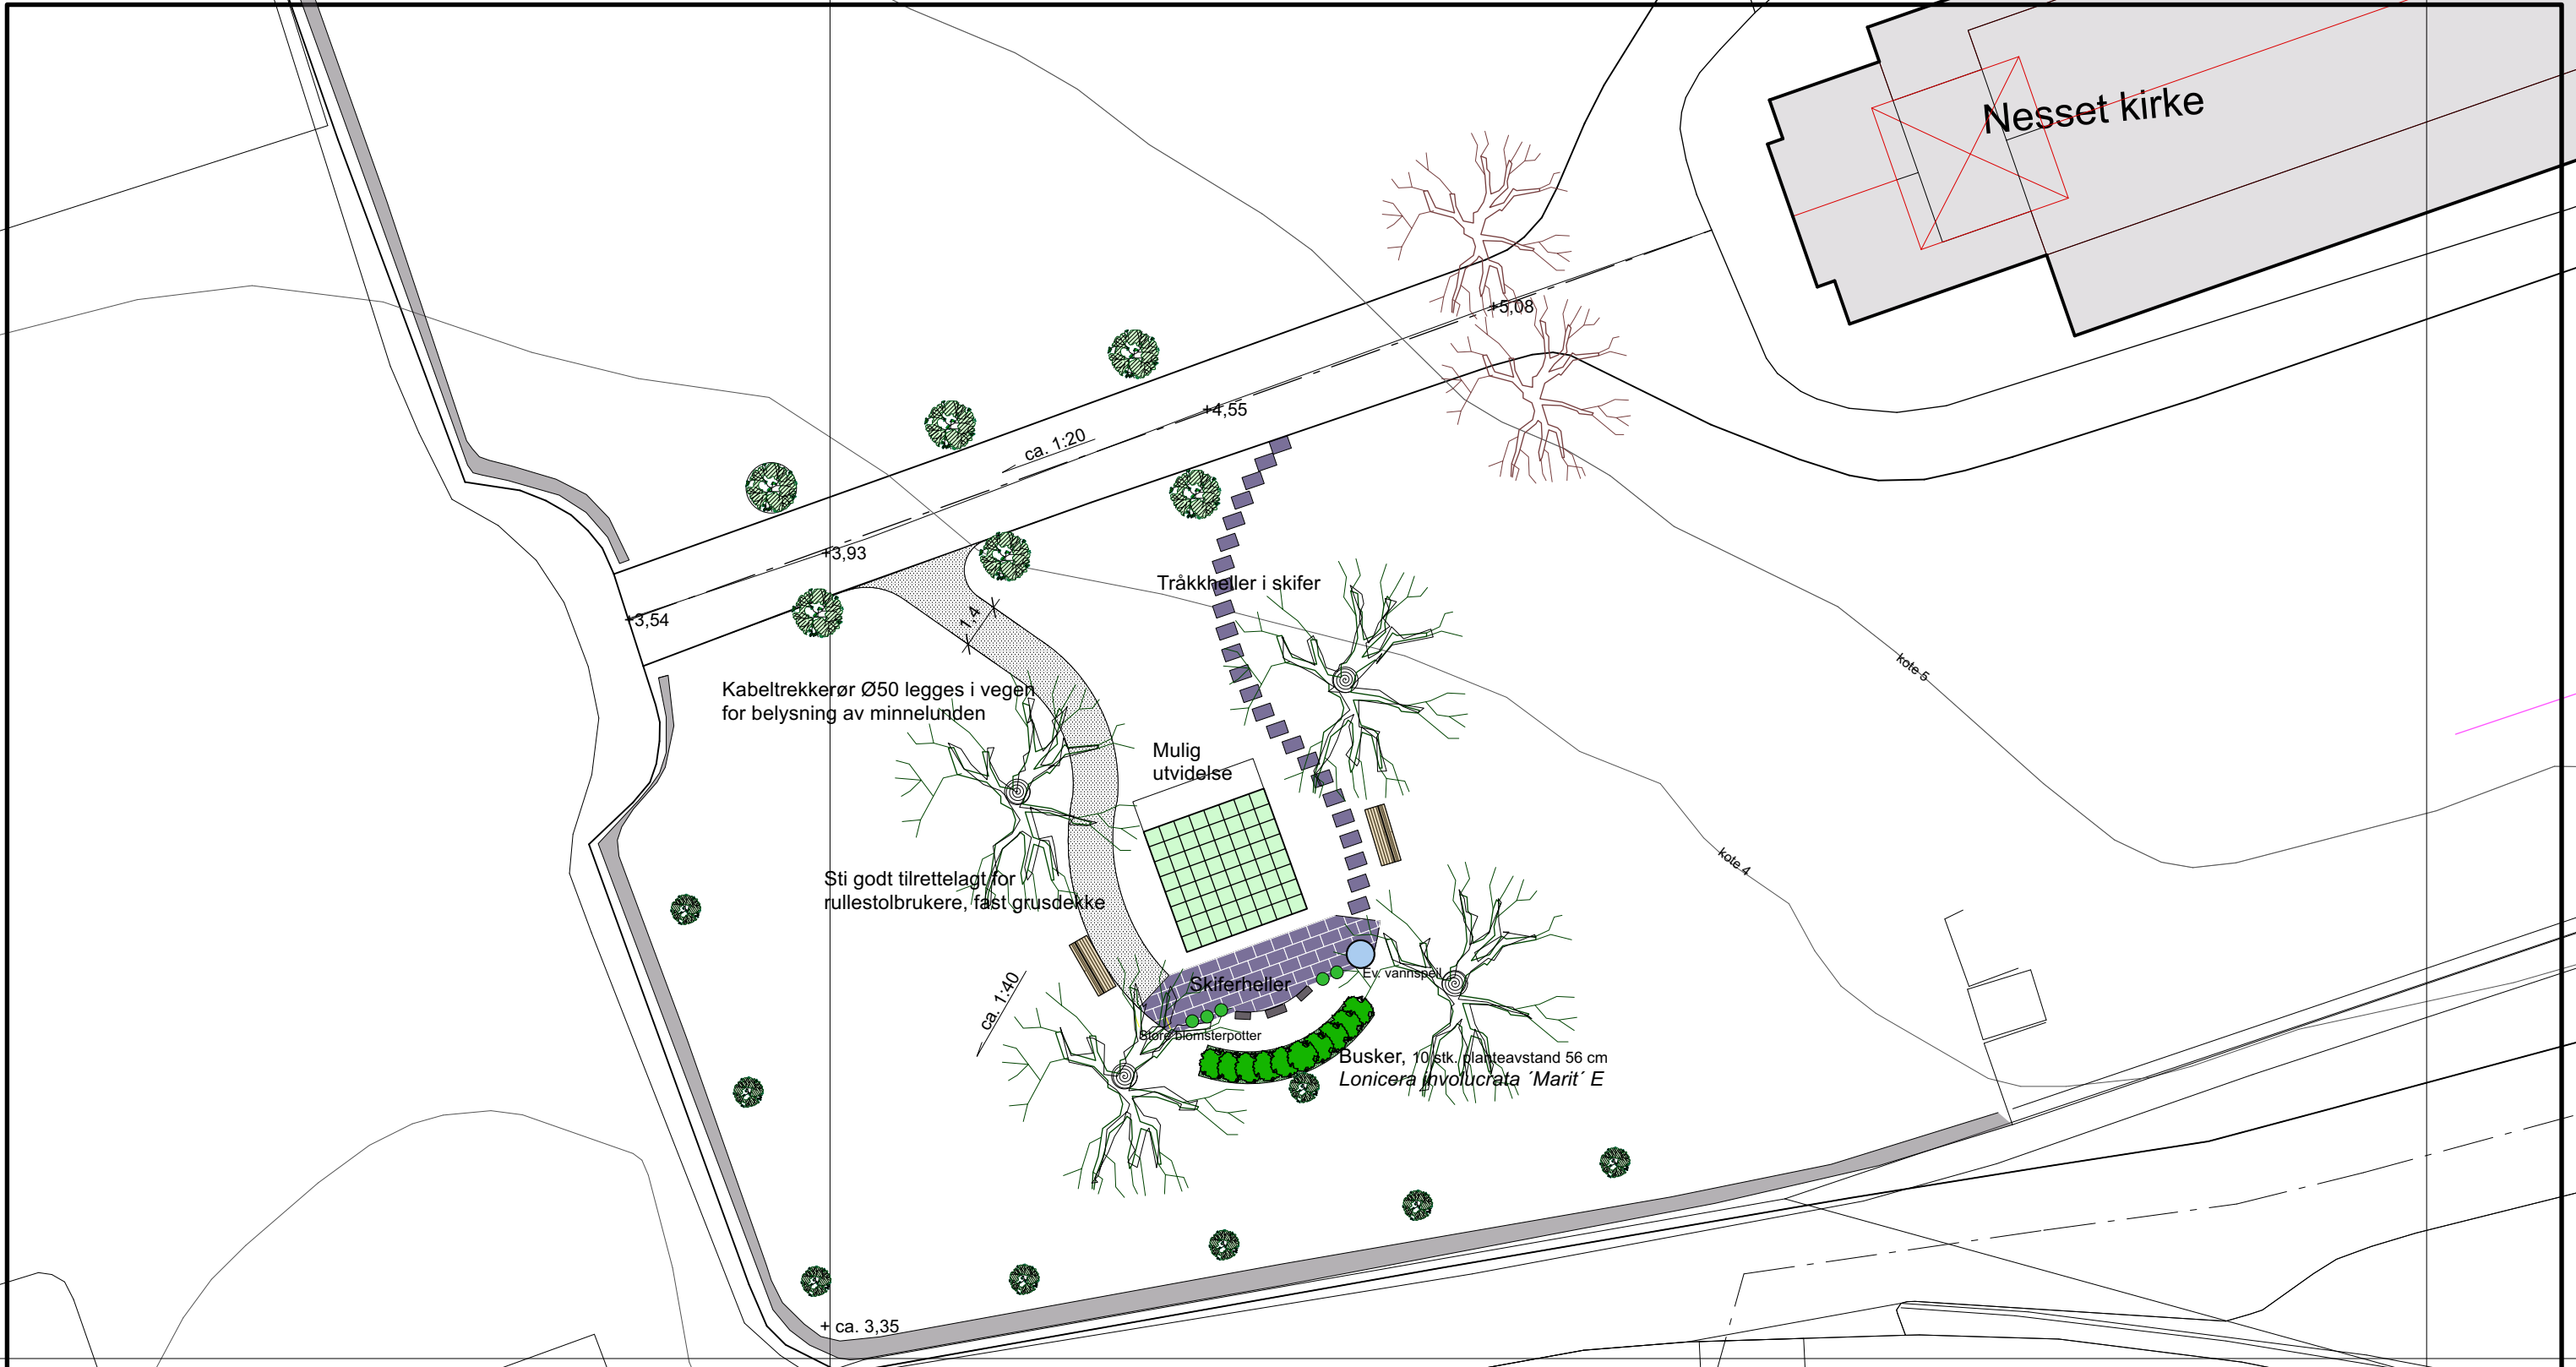 Nesset kirke
+5,08
+4,55
ca. 1:20
+3,93
Tråkkheller i skifer
1,4
+3,54
kote 5
Kabeltrekkerør Ø50 legges i vegen
for belysning av minnelunden
Mulig
utvidelse
kote 4
Sti godt tilrettelagt for
rullestolbrukere, fast grusdekke
Ev. vannspeil
Skiferheller
ca. 1:40
Store blomsterpotter
Busker, 10 stk. planteavstand 56 cm
Lonicera involucrata ´Marit´ E
+ ca. 3,35